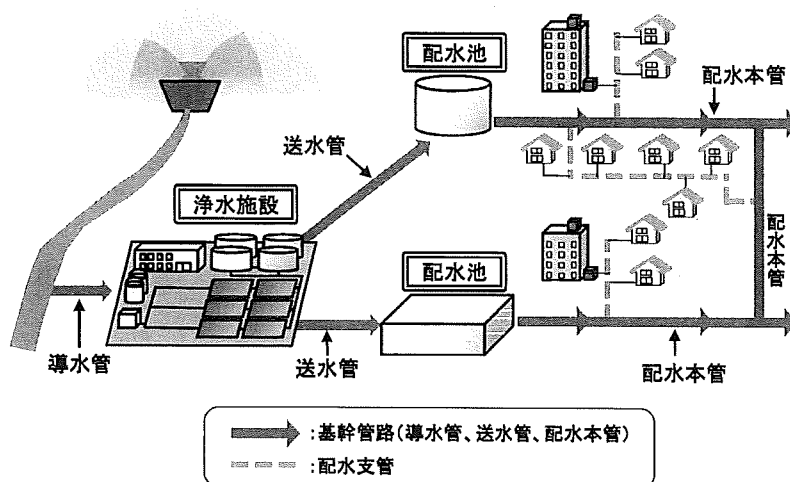 配水池
配水本管
送水管
浄水施設
配水池
配水本管
導水管
送水管
配水本管
:基幹管路(導水管、送水管、配水本管)
:配水支管